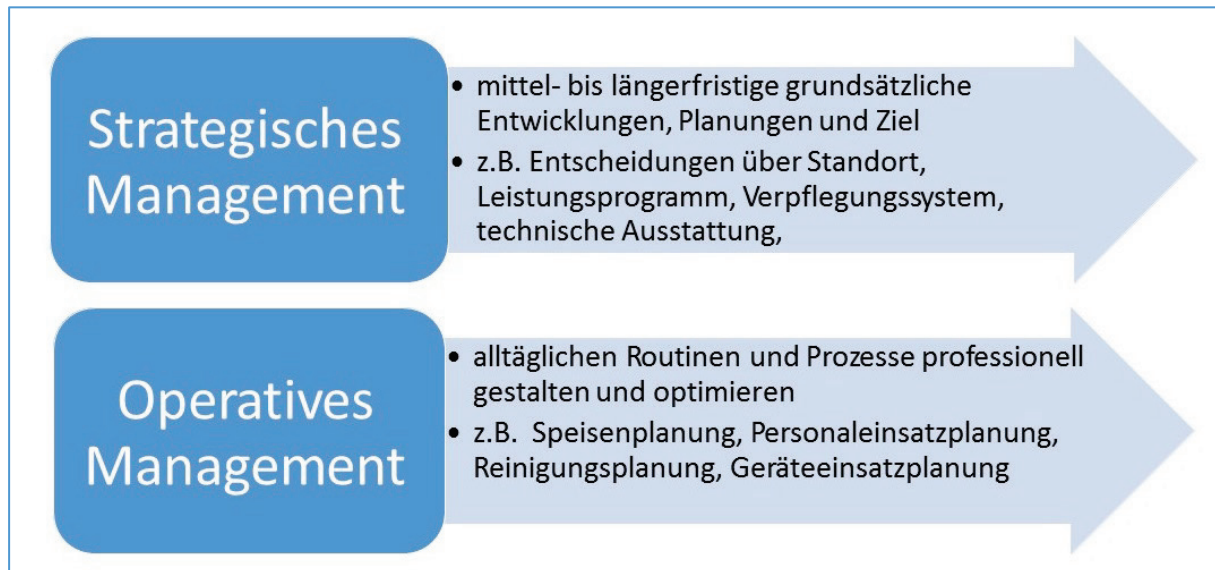 Strategisches
Management
• mittel- bis längerfristige grundsätzliche
Entwicklungen, Planungen und Ziel
• z.B. Entscheidungen über Standort,
Leistungsprogramm, Verpflegungssystem,
technische Ausstattung,
Operatives
Management
• alltäglichen Routinen und Prozesse professionell
gestalten und optimieren
• z.B.  Speisenplanung, Personaleinsatzplanung,
Reinigungsplanung, Geräteeinsatzplanung